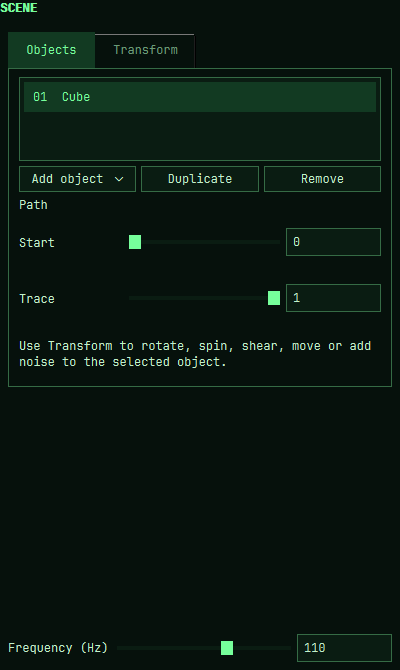 SCENE
Objects
Transform
01 Cube
Add object
Duplicate
Remove
Path
Start
0
Trace
1
Use Transform to rotate, spin, shear, move or add
noise to the selected object.
Frequency (Hz)
110